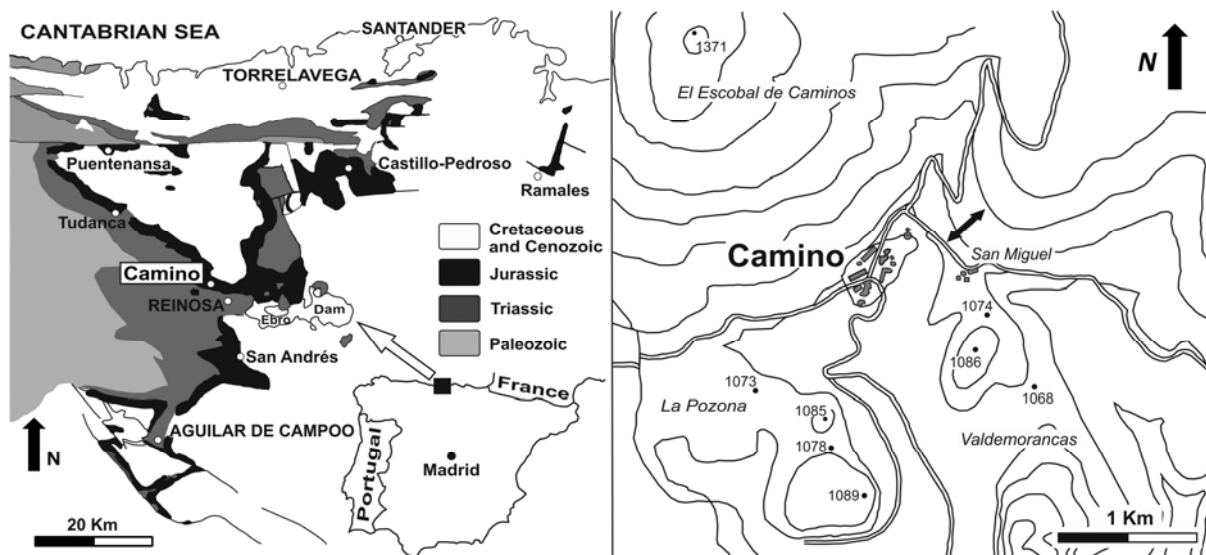 CANTABRIAN SEA
SANTANDER
TORRELAVEGA
Puentenansa
Castillo-Pedroso
Ramales
Tudanca
Camino
REINOSA
Ebro
Dam
San Andrés
AGUILAR DE CAMPOO
Cretaceous
and Cenozoic
Jurassic
Triassic
Paleozoic
France
Portugal
Madrid
N
20 Km
1371
El Escobal de Caminos
N
Camino
San Miguel
1074
1086
1073
1068
La Pozona
1085
1078
Valdemorancas
1089
1 Km